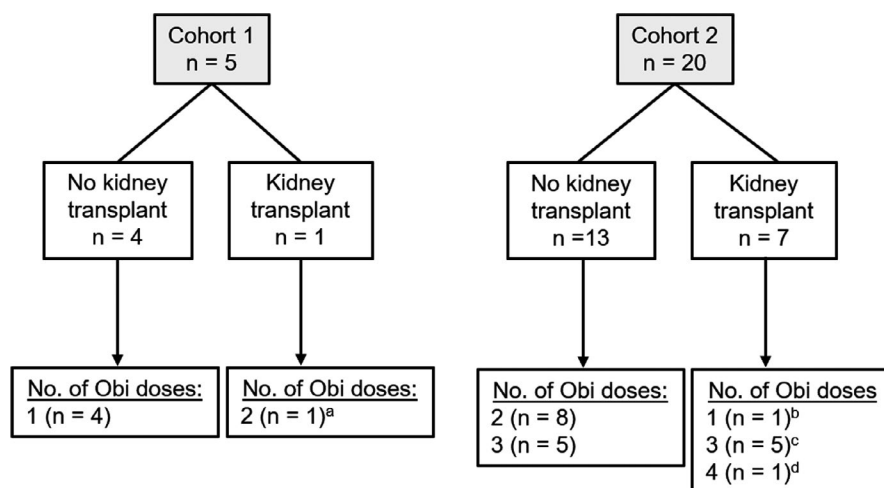 Cohort 1
n = 5
No kidney
transplant
n = 4
Kidney
transplant
n = 1
No. of Obi doses:
1 (n = 4)
No. of Obi doses:
2 (n = 1)ᵃ
Cohort 2
n = 20
No kidney
transplant
n =13
Kidney
transplant
n = 7
No. of Obi doses:
2 (n = 8)
3 (n = 5)
No. of Obi doses
1 (n = 1)ᵇ
3 (n = 5)ᶜ
4 (n = 1)ᵈ